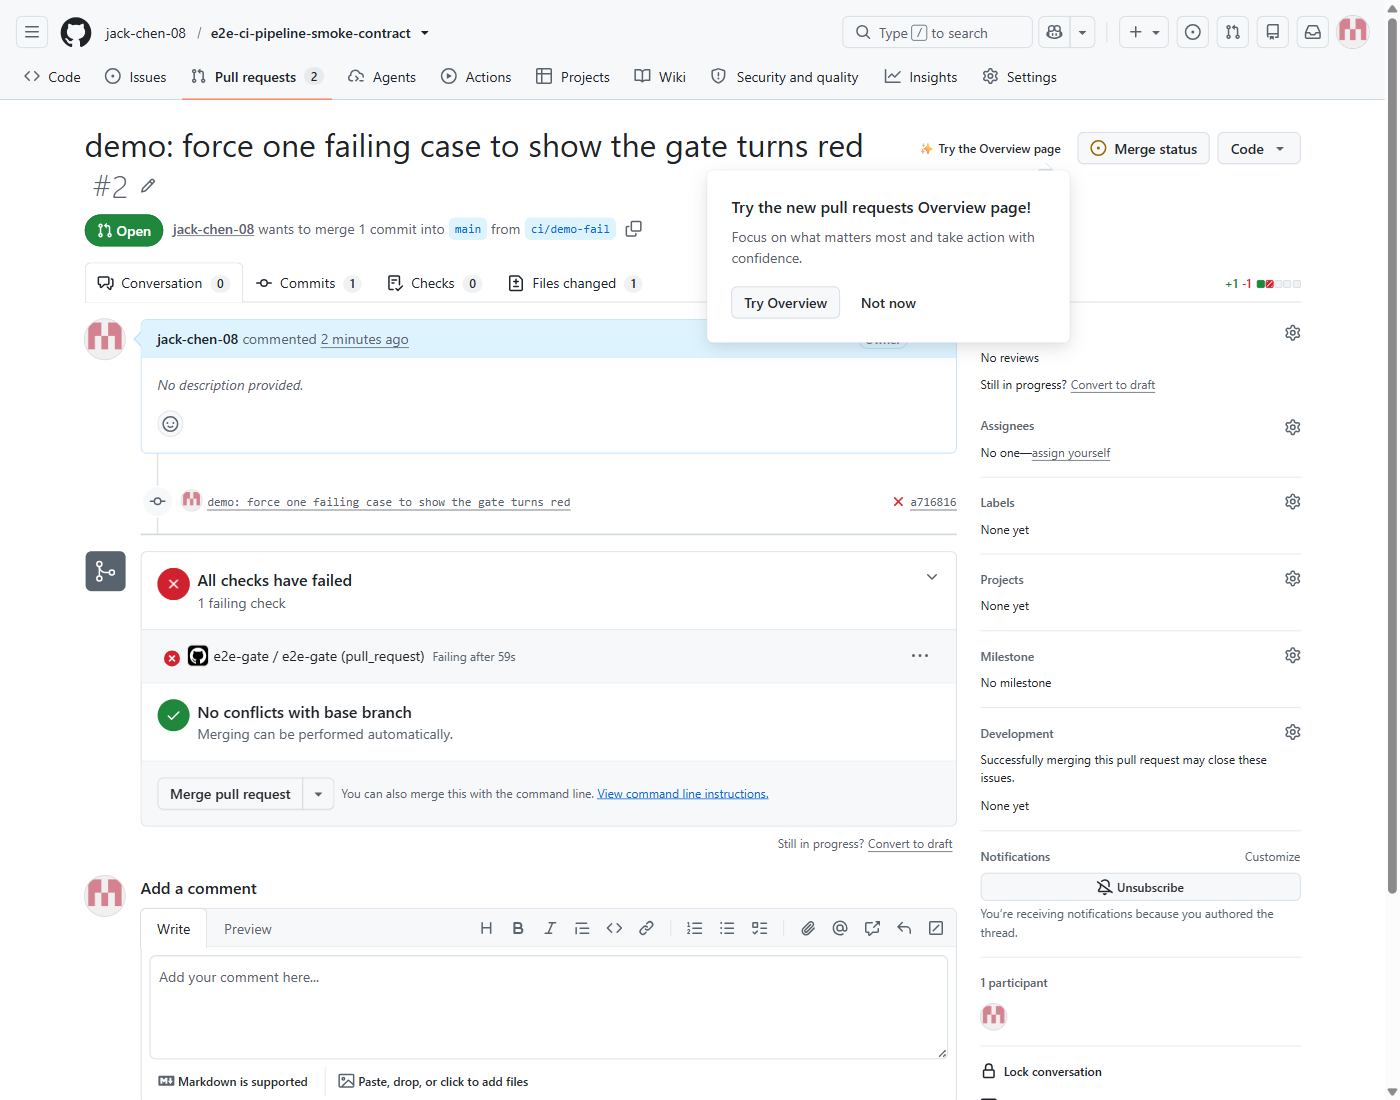 jack-chen-08 / e2e-ci-pipeline-smoke-contract
Type / to search
Code
Issues
Pull requests 2
Agents
Actions
Projects
Wiki
Security and quality
Insights
Settings
demo: force one failing case to show the gate turns red
#2
Try the Overview page
Merge status
Code
Try the new pull requests Overview page!
Focus on what matters most and take action with
confidence.
Try Overview
Not now
Open
jack-chen-08 wants to merge 1 commit into main from ci/demo-fail
Conversation 0
Commits 1
Checks 0
Files changed 1
+1 -1
jack-chen-08 commented 2 minutes ago
No description provided.
demo: force one failing case to show the gate turns red
a716816
All checks have failed
1 failing check
e2e-gate / e2e-gate (pull_request) Failing after 59s
No conflicts with base branch
Merging can be performed automatically.
Merge pull request
You can also merge this with the command line. View command line instructions.
Still in progress? Convert to draft
Add a comment
Write
Preview
Add your comment here...
Markdown is supported
Paste, drop, or click to add files
No reviews
Still in progress? Convert to draft
Assignees
No one—assign yourself
Labels
None yet
Projects
None yet
Milestone
No milestone
Development
Successfully merging this pull request may close these
issues.
None yet
Notifications
Customize
Unsubscribe
You're receiving notifications because you authored the
thread.
1 participant
Lock conversation